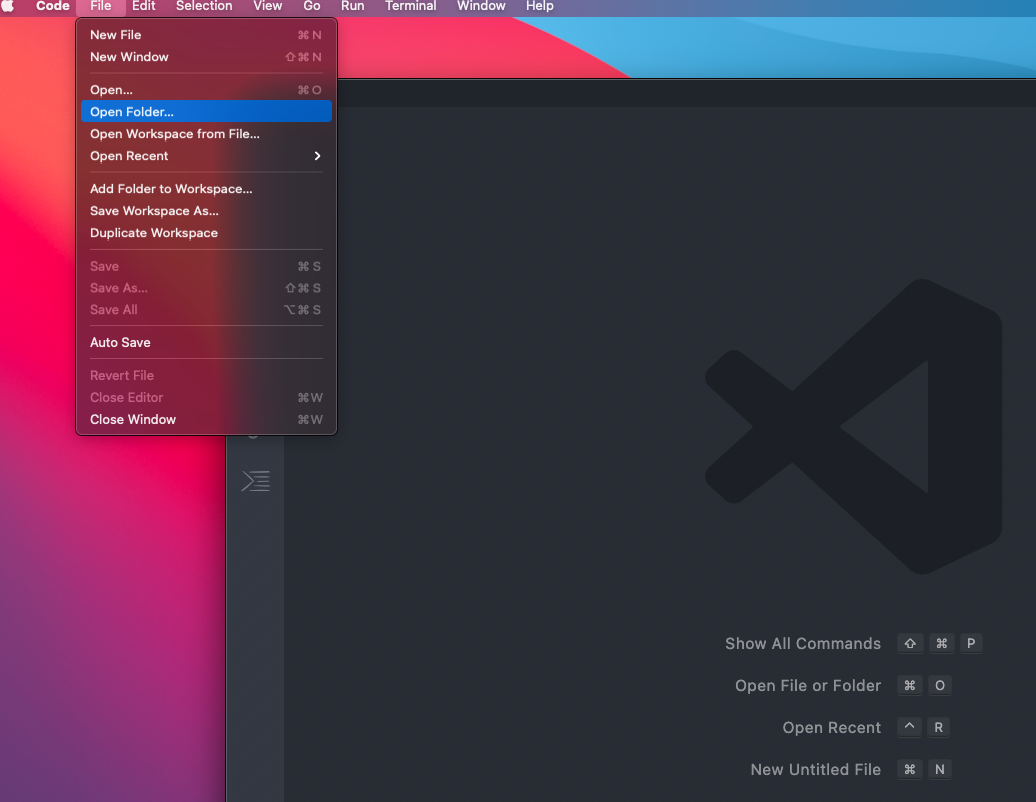 Code File Edit Selection View Go Run Terminal Window Help
New File ⌘ N
New Window ⇧⌘ N
Open... ⌘ O
Open Folder...
Open Workspace from File...
Open Recent
Add Folder to Workspace...
Save Workspace As...
Duplicate Workspace
Save ⌘ S
Save As... ⇧⌘ S
Save All ⌥⌘ S
Auto Save
Revert File
Close Editor ⌘W
Close Window ⌘W
Show All Commands ⇧ ⌘ P
Open File or Folder ⌘ O
Open Recent ^ R
New Untitled File ⌘ N